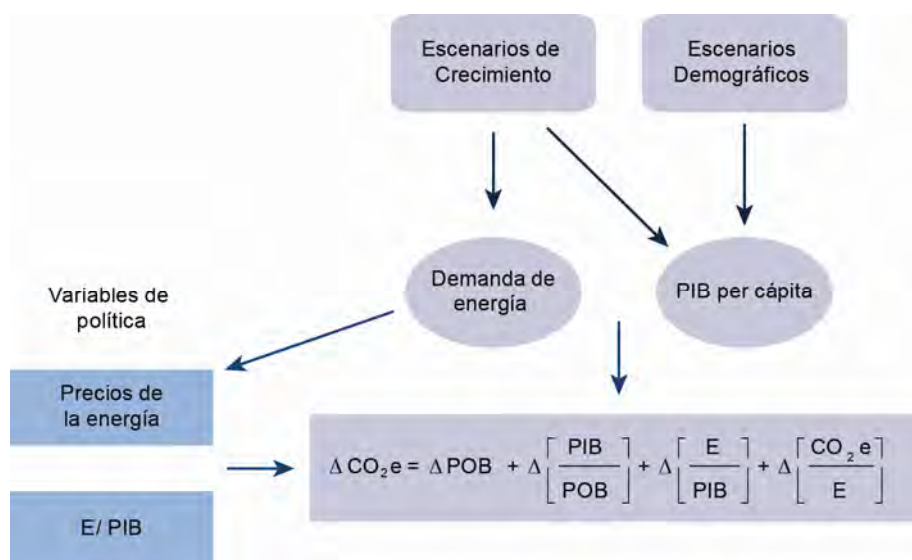 Escenarios de
Crecimiento
Escenarios
Demográficos
Demanda de
energía
PIB per cápita
Variables de
política
Precios de
la energía
E/ PIB
Δ CO₂e = Δ POB + Δ [PIB / POB] + Δ [E / PIB] + Δ [CO₂e / E]